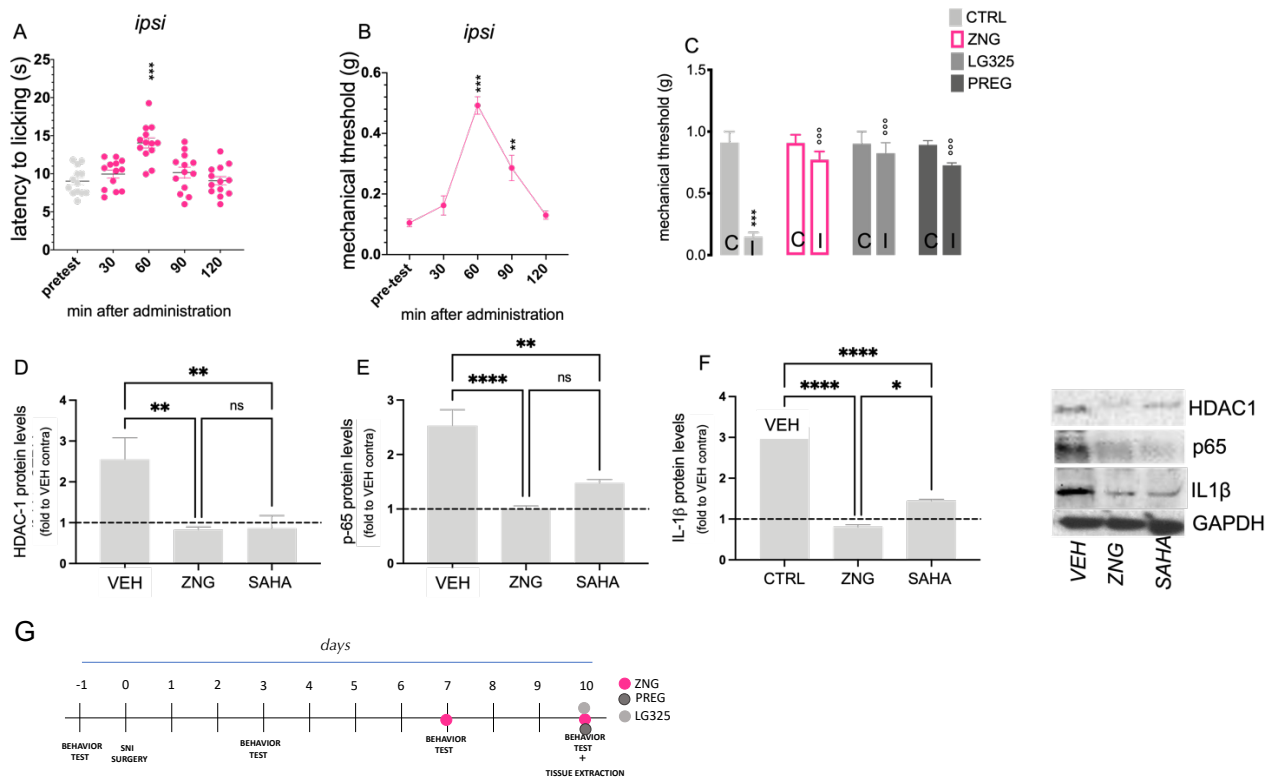 A
ipsi
latency to licking (s)
25
20
15
10
5
0
***
pretest
30
60
90
120
min after administration
B
ipsi
mechanical threshold (g)
0.6
0.4
0.2
0.0
***
**
pre-test
30
60
90
120
min after administration
CTRL
ZNG
LG325
PREG
C
mechanical threshold (g)
1.5
1.0
0.5
0.0
***
°°°
°°°
°°°
C I
C I
C I
C I
D
HDAC-1 protein levels
(fold to VEH contra)
4
3
2
1
0
**
**
ns
VEH
ZNG
SAHA
E
p-65 protein levels
(fold to VEH contra)
3
2
1
0
**
****
ns
VEH
ZNG
SAHA
F
IL-1β protein levels
(fold to VEH contra)
4
3
2
1
0
****
****
*
VEH
CTRL
ZNG
SAHA
HDAC1
p65
IL1β
GAPDH
VEH
ZNG
SAHA
G
days
-1 0 1 2 3 4 5 6 7 8 9 10
ZNG
PREG
LG325
BEHAVIOR
TEST
SNI
SURGERY
BEHAVIOR
TEST
BEHAVIOR
TEST
BEHAVIOR
TEST
+
TISSUE EXTRACTION